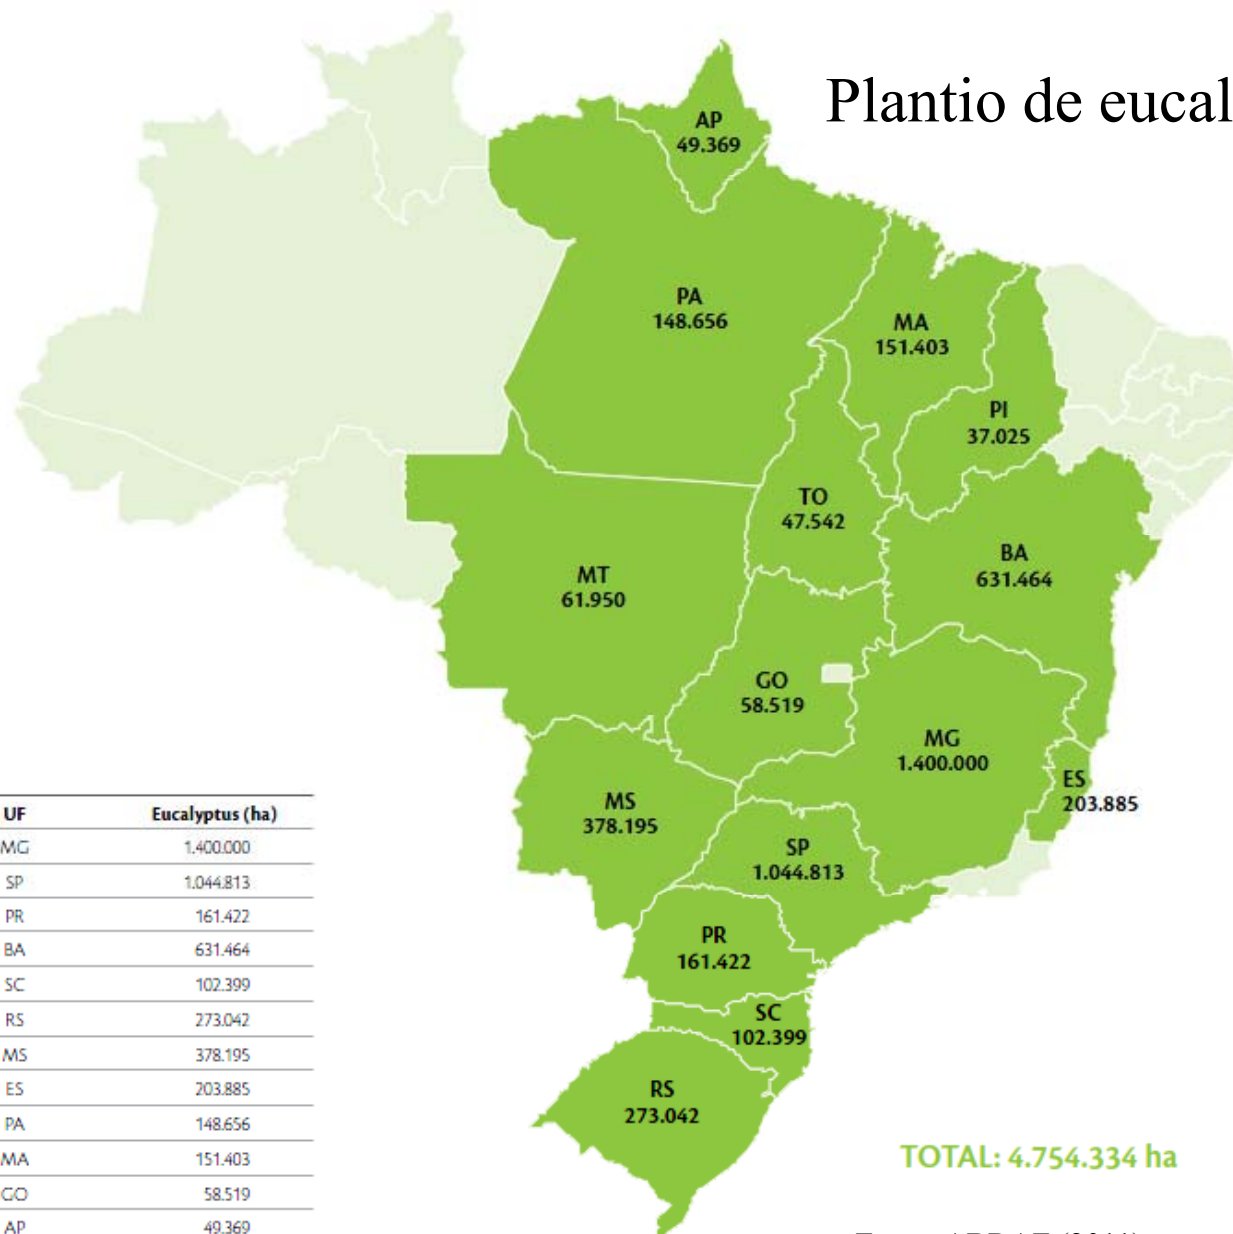 Plantio de eucal
AP
49.369
PA
148.656
MA
151.403
PI
37.025
TO
47.542
BA
631.464
MT
61.950
GO
58.519
MG
1.400.000
ES
203.885
MS
378.195
SP
1.044.813
PR
161.422
SC
102.399
RS
273.042
UF Eucalyptus (ha)
MG 1.400.000
SP 1.044.813
PR 161.422
BA 631.464
SC 102.399
RS 273.042
MS 378.195
ES 203.885
PA 148.656
MA 151.403
GO 58.519
AP 49.369
TOTAL: 4.754.334 ha